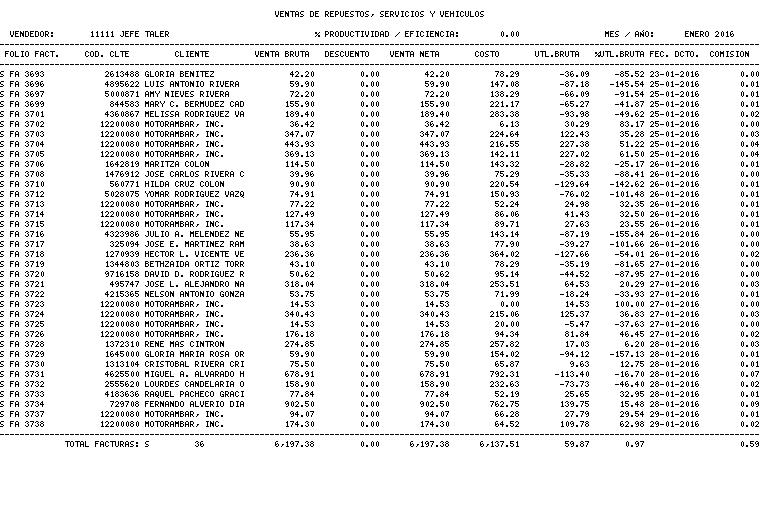 VENTAS DE REPUESTOS, SERVICIOS Y VEHICULOS
VENDEDOR: 11111 JEFE TALER % PRODUCTIVIDAD / EFICIENCIA: 0.00 MES / AÑO: ENERO 2016
FOLIO FACT. COD. CLTE CLIENTE VENTA BRUTA DESCUENTO VENTA NETA COSTO UTL.BRUTA %UTL.BRUTA FEC. DCTO. COMISION
S FA 3693 2613488 GLORIA BENITEZ 42.20 0.00 42.20 78.29 -36.09 -85.52 23-01-2016 0.00
S FA 3696 4895622 LUIS ANTONIO RIVERA 59.90 0.00 59.90 147.08 -87.18 -145.54 25-01-2016 0.01
S FA 3697 5000871 AMY NIEVES RIVERA 72.20 0.00 72.20 138.29 -66.09 -91.54 25-01-2016 0.01
S FA 3699 844583 MARY C. BERMUDEZ CAD 155.90 0.00 155.90 221.17 -65.27 -41.87 25-01-2016 0.01
S FA 3701 4360867 MELISSA RODRIGUEZ VA 189.40 0.00 189.40 283.38 -93.98 -49.62 25-01-2016 0.02
S FA 3702 12200080 MOTORAMBAR, INC. 36.42 0.00 36.42 6.13 30.29 83.17 25-01-2016 0.00
S FA 3703 12200080 MOTORAMBAR, INC. 347.07 0.00 347.07 224.64 122.43 35.28 25-01-2016 0.03
S FA 3704 12200080 MOTORAMBAR, INC. 443.93 0.00 443.93 216.55 227.38 51.22 25-01-2016 0.04
S FA 3705 12200080 MOTORAMBAR, INC. 369.13 0.00 369.13 142.11 227.02 61.50 25-01-2016 0.04
S FA 3706 1642819 MARITZA COLON 114.50 0.00 114.50 143.32 -28.82 -25.17 26-01-2016 0.01
S FA 3708 1476912 JOSE CARLOS RIVERA C 39.96 0.00 39.96 75.29 -35.33 -88.41 26-01-2016 0.00
S FA 3710 560771 HILDA CRUZ COLON 90.90 0.00 90.90 220.54 -129.64 -142.62 26-01-2016 0.01
S FA 3712 5028075 YOMAR RODRIGUEZ VAZQ 74.91 0.00 74.91 150.93 -76.02 -101.48 26-01-2016 0.01
S FA 3713 12200080 MOTORAMBAR, INC. 77.22 0.00 77.22 52.24 24.98 32.35 26-01-2016 0.01
S FA 3714 12200080 MOTORAMBAR, INC. 127.49 0.00 127.49 86.06 41.43 32.50 26-01-2016 0.01
S FA 3715 12200080 MOTORAMBAR, INC. 117.34 0.00 117.34 89.71 27.63 23.55 26-01-2016 0.01
S FA 3716 4323986 JULIO A. MELENDEZ NE 55.95 0.00 55.95 143.14 -87.19 -155.84 26-01-2016 0.01
S FA 3717 325094 JOSE E. MARTINEZ RAM 38.63 0.00 38.63 77.90 -39.27 -101.66 26-01-2016 0.00
S FA 3718 1270939 HECTOR L. VICENTE VE 236.36 0.00 236.36 364.02 -127.66 -54.01 26-01-2016 0.02
S FA 3719 1344803 BETHZAIDA ORTIZ TORR 43.10 0.00 43.10 78.29 -35.19 -81.65 27-01-2016 0.00
S FA 3720 9716158 DAVID D. RODRIGUEZ R 50.62 0.00 50.62 95.14 -44.52 -87.95 27-01-2016 0.01
S FA 3721 495747 JOSE L. ALEJANDRO NA 318.04 0.00 318.04 253.51 64.53 20.29 27-01-2016 0.03
S FA 3722 4215365 NELSON ANTONIO GONZA 53.75 0.00 53.75 71.99 -18.24 -33.93 27-01-2016 0.01
S FA 3723 12200080 MOTORAMBAR, INC. 14.53 0.00 14.53 0.00 14.53 100.00 27-01-2016 0.00
S FA 3724 12200080 MOTORAMBAR, INC. 340.43 0.00 340.43 215.06 125.37 36.83 27-01-2016 0.03
S FA 3725 12200080 MOTORAMBAR, INC. 14.53 0.00 14.53 20.00 -5.47 -37.63 27-01-2016 0.00
S FA 3726 12200080 MOTORAMBAR, INC. 176.18 0.00 176.18 94.34 81.84 46.45 27-01-2016 0.02
S FA 3728 1372310 RENE MAS CINTRON 274.85 0.00 274.85 257.82 17.03 6.20 28-01-2016 0.03
S FA 3729 1645000 GLORIA MARIA ROSA OR 59.90 0.00 59.90 154.02 -94.12 -157.13 28-01-2016 0.01
S FA 3730 1313104 CRISTOBAL RIVERA CRI 75.50 0.00 75.50 65.87 9.63 12.75 28-01-2016 0.01
S FA 3731 4625500 MIGUEL A. ALVARADO M 678.91 0.00 678.91 792.31 -113.40 -16.70 28-01-2016 0.07
S FA 3732 2555620 LOURDES CANDELARIA O 158.90 0.00 158.90 232.63 -73.73 -46.40 28-01-2016 0.02
S FA 3733 4183636 RAQUEL PACHECO GRACI 77.84 0.00 77.84 52.19 25.65 32.95 28-01-2016 0.01
S FA 3734 729708 FERNANDO ALVERIO DIA 902.50 0.00 902.50 762.75 139.75 15.48 28-01-2016 0.09
S FA 3737 12200080 MOTORAMBAR, INC. 94.07 0.00 94.07 66.28 27.79 29.54 29-01-2016 0.01
S FA 3738 12200080 MOTORAMBAR, INC. 174.30 0.00 174.30 64.52 109.78 62.98 29-01-2016 0.02
TOTAL FACTURAS: S 36 6,197.38 0.00 6,197.38 6,137.51 59.87 0.97 0.59